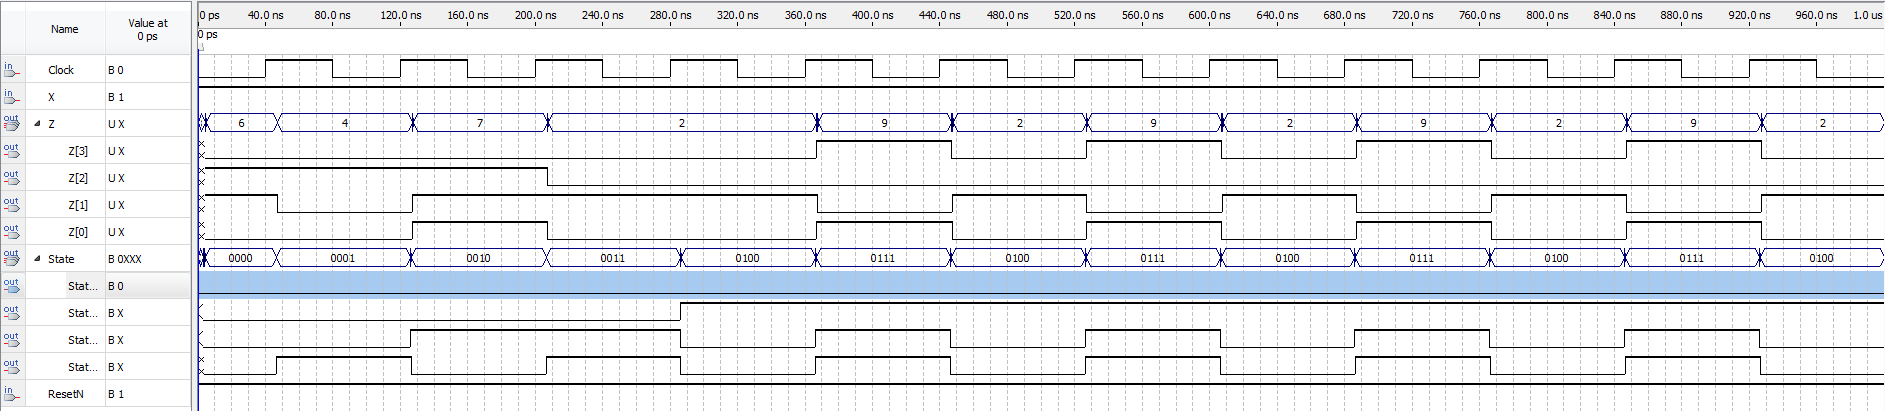 Name
Value at
0 ps
0 ps 40.0 ns 80.0 ns 120.0 ns 160.0 ns 200.0 ns 240.0 ns 280.0 ns 320.0 ns 360.0 ns 400.0 ns 440.0 ns 480.0 ns 520.0 ns 560.0 ns 600.0 ns 640.0 ns 680.0 ns 720.0 ns 760.0 ns 800.0 ns 840.0 ns 880.0 ns 920.0 ns 960.0 ns 1.0 us
0 ps
in Clock B 0
in X B 1
out Z U X 6 4 7 2 9 2 9 2 9 2 9 2
out Z[3] U X
out Z[2] U X
out Z[1] U X
out Z[0] U X
out State B 0XXX 0000 0001 0010 0011 0100 0111 0100 0111 0100 0111 0100 0111 0100
out Stat... B 0
out Stat... B X
out Stat... B X
out Stat... B X
in ResetN B 1